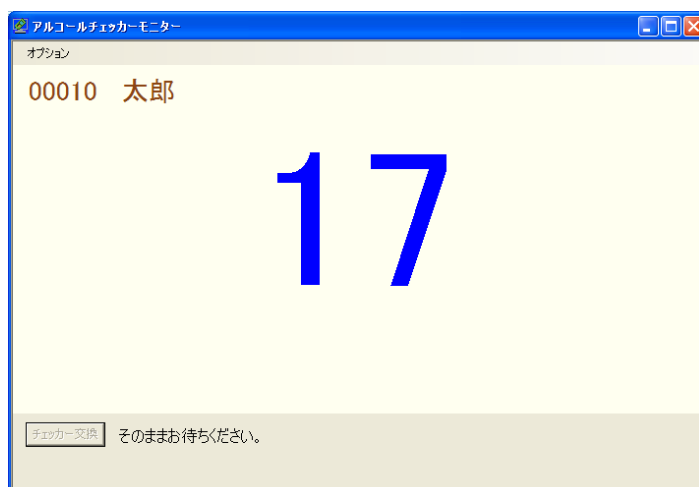 アルコールチェッカーモニター
オプション
00010 太郎
17
チェッカー交換 そのままお待ちください。